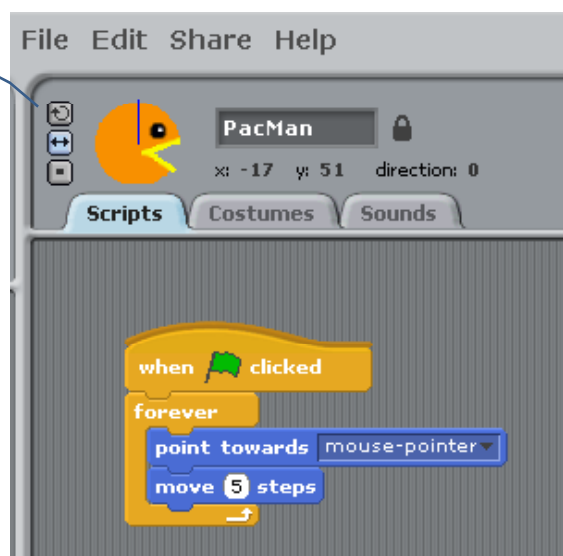 File Edit Share Help
PacMan
x: -17 y: 51 direction: 0
Scripts Costumes Sounds
when clicked
forever
point towards mouse-pointer
move 5 steps